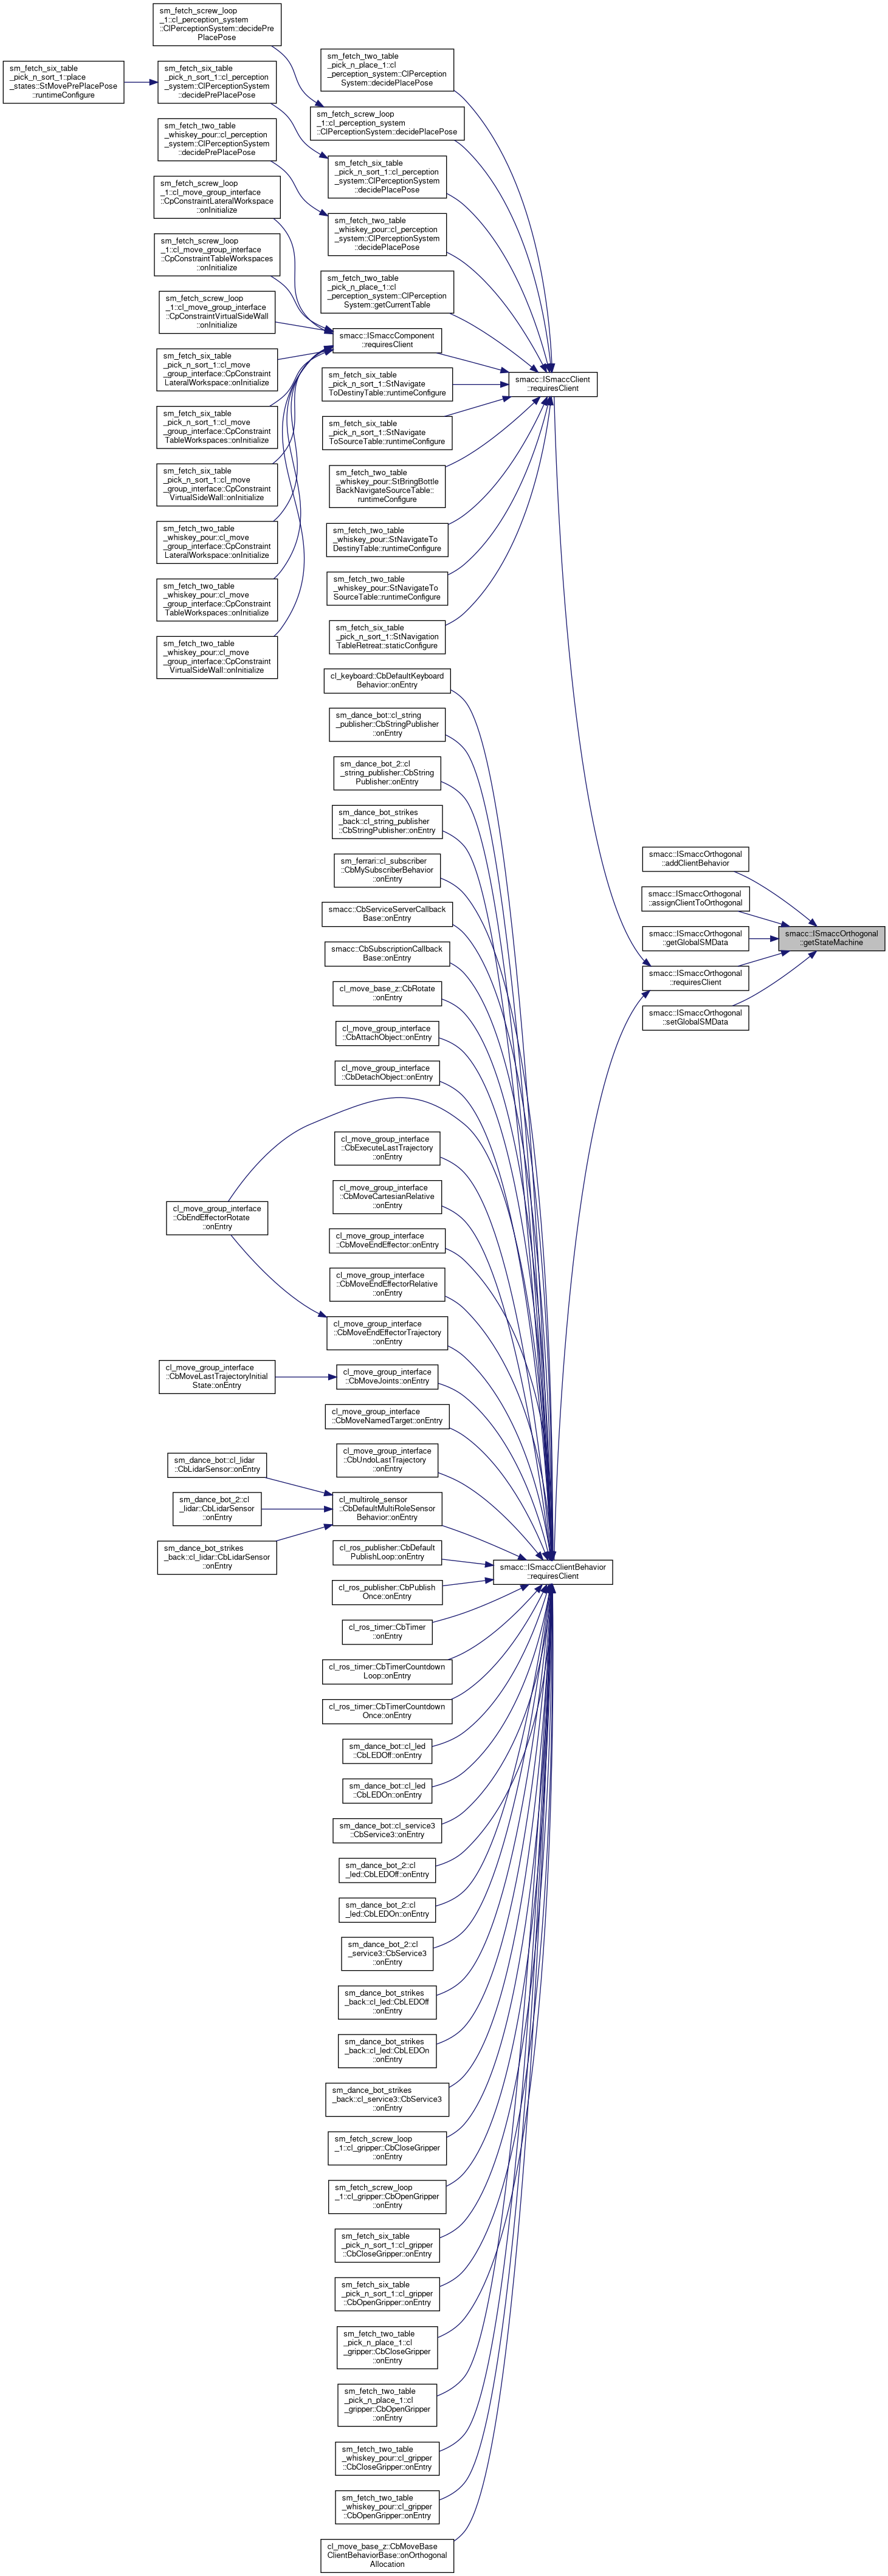 sm_fetch_screw_loop
_1::cl_perception_system
::ClPerceptionSystem::decidePre
PlacePose
sm_fetch_six_table
_pick_n_sort_1::place
_states::StMovePrePlacePose
::runtimeConfigure
sm_fetch_six_table
_pick_n_sort_1::cl_perception
_system::ClPerceptionSystem
::decidePrePlacePose
sm_fetch_two_table
_whiskey_pour::cl_perception
_system::ClPerceptionSystem
::decidePrePlacePose
sm_fetch_screw_loop
_1::cl_move_group_interface
::CpConstraintLateralWorkspace
::onInitialize
sm_fetch_screw_loop
_1::cl_move_group_interface
::CpConstraintTableWorkspaces
::onInitialize
sm_fetch_screw_loop
_1::cl_move_group_interface
::CpConstraintVirtualSideWall
::onInitialize
sm_fetch_six_table
_pick_n_sort_1::cl_move
_group_interface::CpConstraint
LateralWorkspace::onInitialize
sm_fetch_six_table
_pick_n_sort_1::cl_move
_group_interface::CpConstraint
TableWorkspaces::onInitialize
sm_fetch_six_table
_pick_n_sort_1::cl_move
_group_interface::CpConstraint
VirtualSideWall::onInitialize
sm_fetch_two_table
_whiskey_pour::cl_move
_group_interface::CpConstraint
LateralWorkspace::onInitialize
sm_fetch_two_table
_whiskey_pour::cl_move
_group_interface::CpConstraint
TableWorkspaces::onInitialize
sm_fetch_two_table
_whiskey_pour::cl_move
_group_interface::CpConstraint
VirtualSideWall::onInitialize
sm_fetch_two_table
_pick_n_place_1::cl
_perception_system::ClPerception
System::decidePlacePose
sm_fetch_screw_loop
_1::cl_perception_system
::ClPerceptionSystem::decidePlacePose
sm_fetch_six_table
_pick_n_sort_1::cl_perception
_system::ClPerceptionSystem
::decidePlacePose
sm_fetch_two_table
_whiskey_pour::cl_perception
_system::ClPerceptionSystem
::decidePlacePose
sm_fetch_two_table
_pick_n_place_1::cl
_perception_system::ClPerception
System::getCurrentTable
smacc::ISmaccComponent
::requiresClient
sm_fetch_six_table
_pick_n_sort_1::StNavigate
ToDestinyTable::runtimeConfigure
sm_fetch_six_table
_pick_n_sort_1::StNavigate
ToSourceTable::runtimeConfigure
sm_fetch_two_table
_whiskey_pour::StBringBottle
BackNavigateSourceTable::
runtimeConfigure
sm_fetch_two_table
_whiskey_pour::StNavigateTo
DestinyTable::runtimeConfigure
sm_fetch_two_table
_whiskey_pour::StNavigateTo
SourceTable::runtimeConfigure
sm_fetch_six_table
_pick_n_sort_1::StNavigation
TableRetreat::staticConfigure
cl_keyboard::CbDefaultKeyboard
Behavior::onEntry
sm_dance_bot::cl_string
_publisher::CbStringPublisher
::onEntry
sm_dance_bot_2::cl
_string_publisher::CbString
Publisher::onEntry
sm_dance_bot_strikes
_back::cl_string_publisher
::CbStringPublisher::onEntry
sm_ferrari::cl_subscriber
::CbMySubscriberBehavior
::onEntry
smacc::CbServiceServerCallback
Base::onEntry
smacc::CbSubscriptionCallback
Base::onEntry
cl_move_base_z::CbRotate
::onEntry
cl_move_group_interface
::CbAttachObject::onEntry
cl_move_group_interface
::CbDetachObject::onEntry
cl_move_group_interface
::CbExecuteLastTrajectory
::onEntry
cl_move_group_interface
::CbMoveCartesianRelative
::onEntry
cl_move_group_interface
::CbEndEffectorRotate
::onEntry
cl_move_group_interface
::CbMoveEndEffector::onEntry
cl_move_group_interface
::CbMoveEndEffectorRelative
::onEntry
cl_move_group_interface
::CbMoveEndEffectorTrajectory
::onEntry
cl_move_group_interface
::CbMoveLastTrajectoryInitial
State::onEntry
cl_move_group_interface
::CbMoveJoints::onEntry
cl_move_group_interface
::CbMoveNamedTarget::onEntry
cl_move_group_interface
::CbUndoLastTrajectory
::onEntry
sm_dance_bot::cl_lidar
::CbLidarSensor::onEntry
sm_dance_bot_2::cl
_lidar::CbLidarSensor
::onEntry
sm_dance_bot_strikes
_back::cl_lidar::CbLidarSensor
::onEntry
cl_multirole_sensor
::CbDefaultMultiRoleSensor
Behavior::onEntry
cl_ros_publisher::CbDefault
PublishLoop::onEntry
cl_ros_publisher::CbPublish
Once::onEntry
cl_ros_timer::CbTimer
::onEntry
cl_ros_timer::CbTimerCountdown
Loop::onEntry
cl_ros_timer::CbTimerCountdown
Once::onEntry
sm_dance_bot::cl_led
::CbLEDOff::onEntry
sm_dance_bot::cl_led
::CbLEDOn::onEntry
sm_dance_bot::cl_service3
::CbService3::onEntry
sm_dance_bot_2::cl
_led::CbLEDOff::onEntry
sm_dance_bot_2::cl
_led::CbLEDOn::onEntry
sm_dance_bot_2::cl
_service3::CbService3
::onEntry
sm_dance_bot_strikes
_back::cl_led::CbLEDOff
::onEntry
sm_dance_bot_strikes
_back::cl_led::CbLEDOn
::onEntry
sm_dance_bot_strikes
_back::cl_service3::CbService3
::onEntry
sm_fetch_screw_loop
_1::cl_gripper::CbCloseGripper
::onEntry
sm_fetch_screw_loop
_1::cl_gripper::CbOpenGripper
::onEntry
sm_fetch_six_table
_pick_n_sort_1::cl_gripper
::CbCloseGripper::onEntry
sm_fetch_six_table
_pick_n_sort_1::cl_gripper
::CbOpenGripper::onEntry
sm_fetch_two_table
_pick_n_place_1::cl
_gripper::CbCloseGripper
::onEntry
sm_fetch_two_table
_pick_n_place_1::cl
_gripper::CbOpenGripper
::onEntry
sm_fetch_two_table
_whiskey_pour::cl_gripper
::CbCloseGripper::onEntry
sm_fetch_two_table
_whiskey_pour::cl_gripper
::CbOpenGripper::onEntry
cl_move_base_z::CbMoveBase
ClientBehaviorBase::onOrthogonal
Allocation
smacc::ISmaccClient
::requiresClient
smacc::ISmaccClientBehavior
::requiresClient
smacc::ISmaccOrthogonal
::addClientBehavior
smacc::ISmaccOrthogonal
::assignClientToOrthogonal
smacc::ISmaccOrthogonal
::getGlobalSMData
smacc::ISmaccOrthogonal
::requiresClient
smacc::ISmaccOrthogonal
::setGlobalSMData
smacc::ISmaccOrthogonal
::getStateMachine